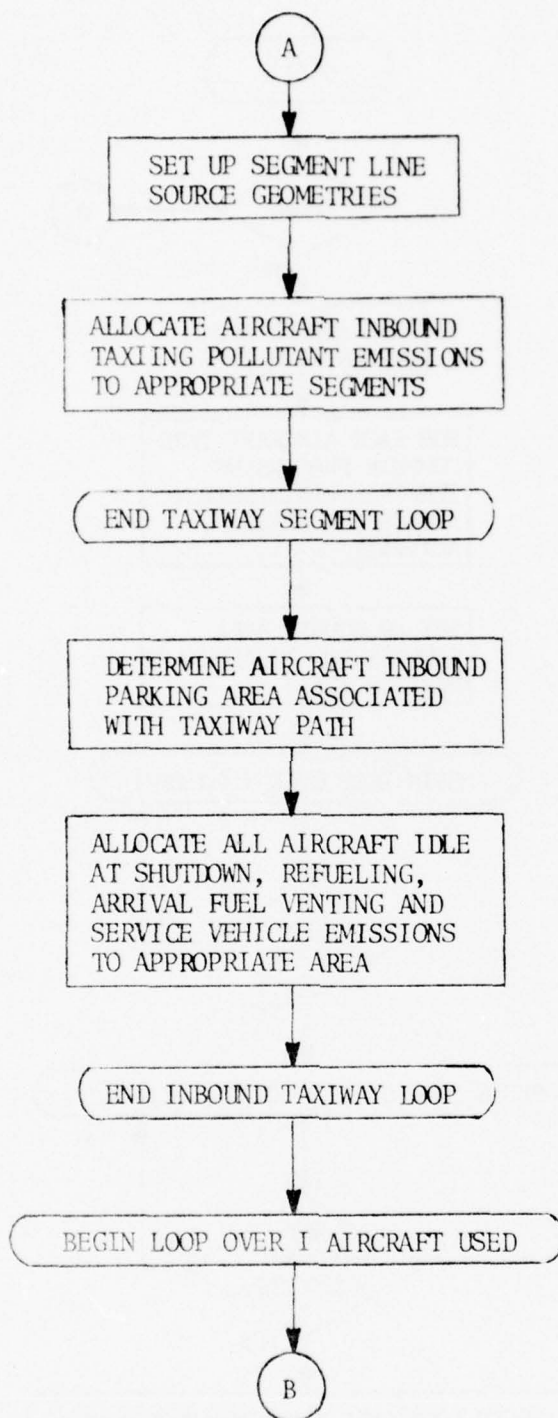 A
SET UP SEGMENT LINE
SOURCE GEOMETRIES
ALLOCATE AIRCRAFT INBOUND
TAXIING POLLUTANT EMISSIONS
TO APPROPRIATE SEGMENTS
END TAXIWAY SEGMENT LOOP
DETERMINE AIRCRAFT INBOUND
PARKING AREA ASSOCIATED
WITH TAXIWAY PATH
ALLOCATE ALL AIRCRAFT IDLE
AT SHUTDOWN, REFUELING,
ARRIVAL FUEL VENTING AND
SERVICE VEHICLE EMISSIONS
TO APPROPRIATE AREA
END INBOUND TAXIWAY LOOP
BEGIN LOOP OVER I AIRCRAFT USED
B